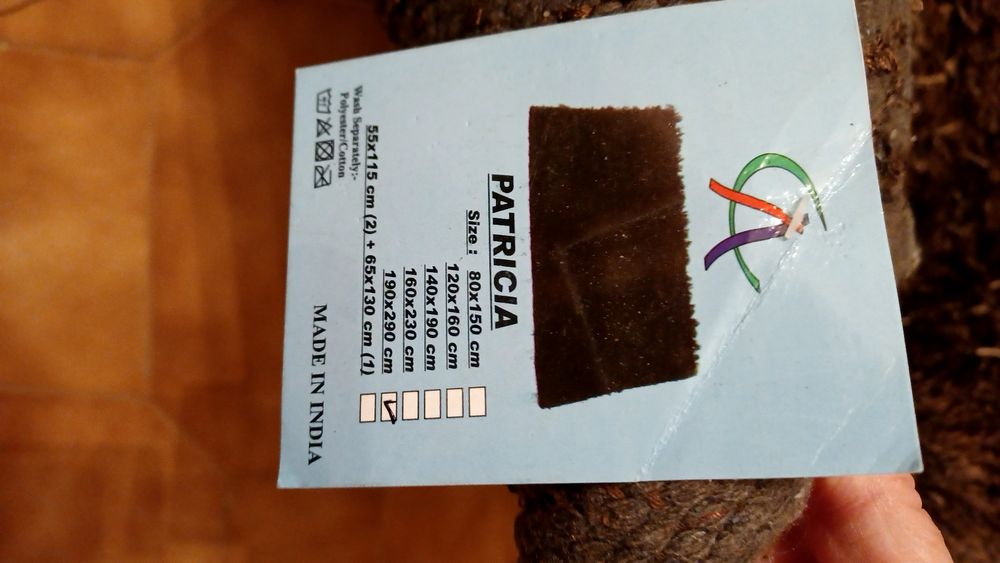 PATRICIA
Size : 80x150 cm
120x160 cm
140x190 cm
160x230 cm
190x290 cm
55x115 cm (2) + 65x130 cm (1)
Wash Separately:-
Polyester/Cotton
MADE IN INDIA